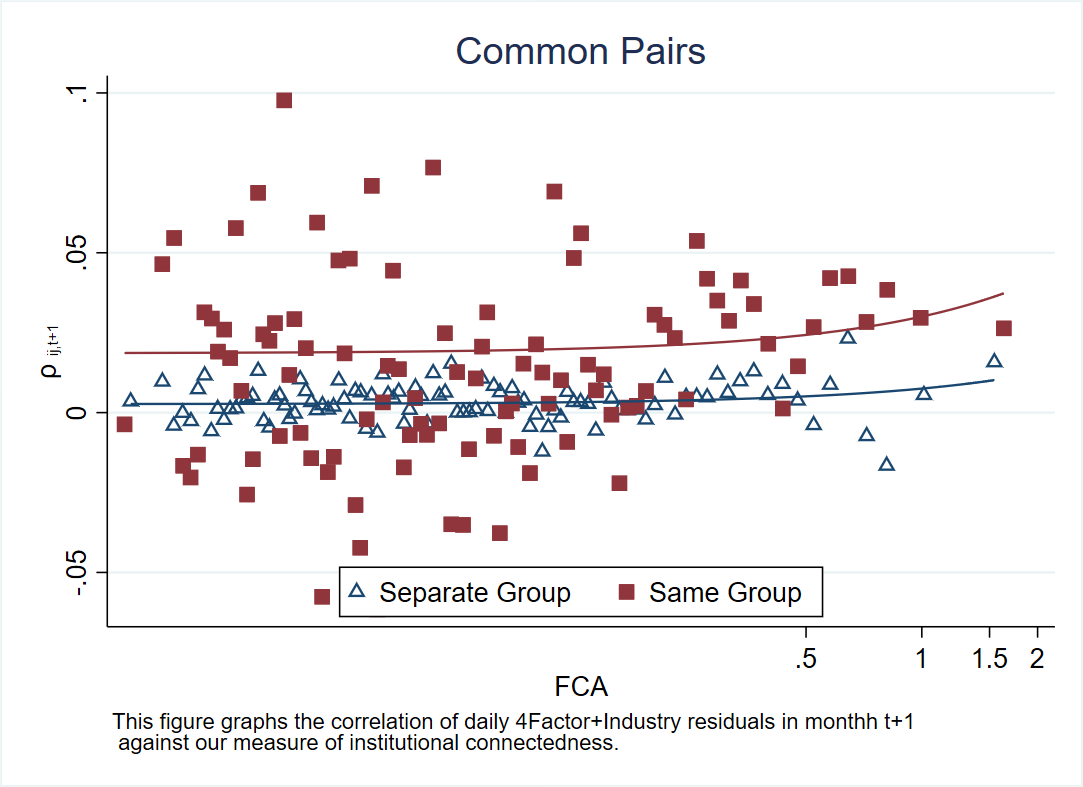 Common Pairs
.1
.05
0
-.05
ρ ij,t+1
Separate Group
Same Group
.5 1 1.5 2
FCA
This figure graphs the correlation of daily 4Factor+Industry residuals in monthh t+1
against our measure of institutional connectedness.